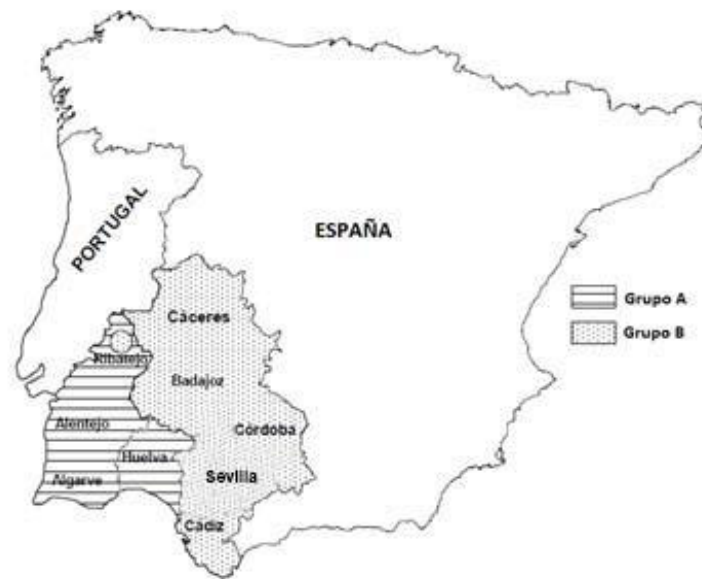 PORTUGAL
ESPAÑA
Grupo A
Grupo B
Cáceres
Ribatejo
Badajoz
Alentejo
Córdoba
Huelva
Sevilla
Algarve
Cádiz